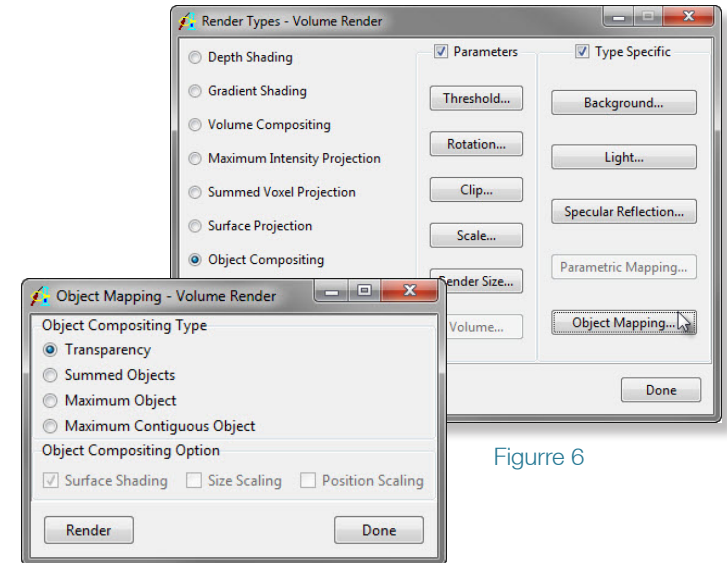 Render Types - Volume Render
Depth Shading
Gradient Shading
Volume Compositing
Maximum Intensity Projection
Summed Voxel Projection
Surface Projection
Object Compositing
Parameters
Threshold...
Rotation...
Clip...
Scale...
Render Size...
Volume...
Type Specific
Background...
Light...
Specular Reflection...
Parametric Mapping...
Object Mapping...
Done
Object Mapping - Volume Render
Object Compositing Type
Transparency
Summed Objects
Maximum Object
Maximum Contiguous Object
Object Compositing Option
Surface Shading Size Scaling Position Scaling
Render Done
Figurre 6